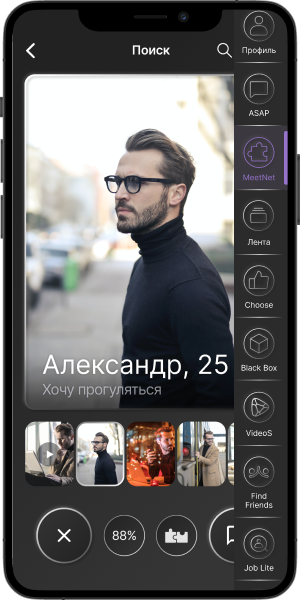 Поиск
Профиль
ASAP
MeetNet
Лента
Choose
Black Box
VideoS
Find
Friends
Job Lite
Александр, 25
Хочу прогуляться
88%